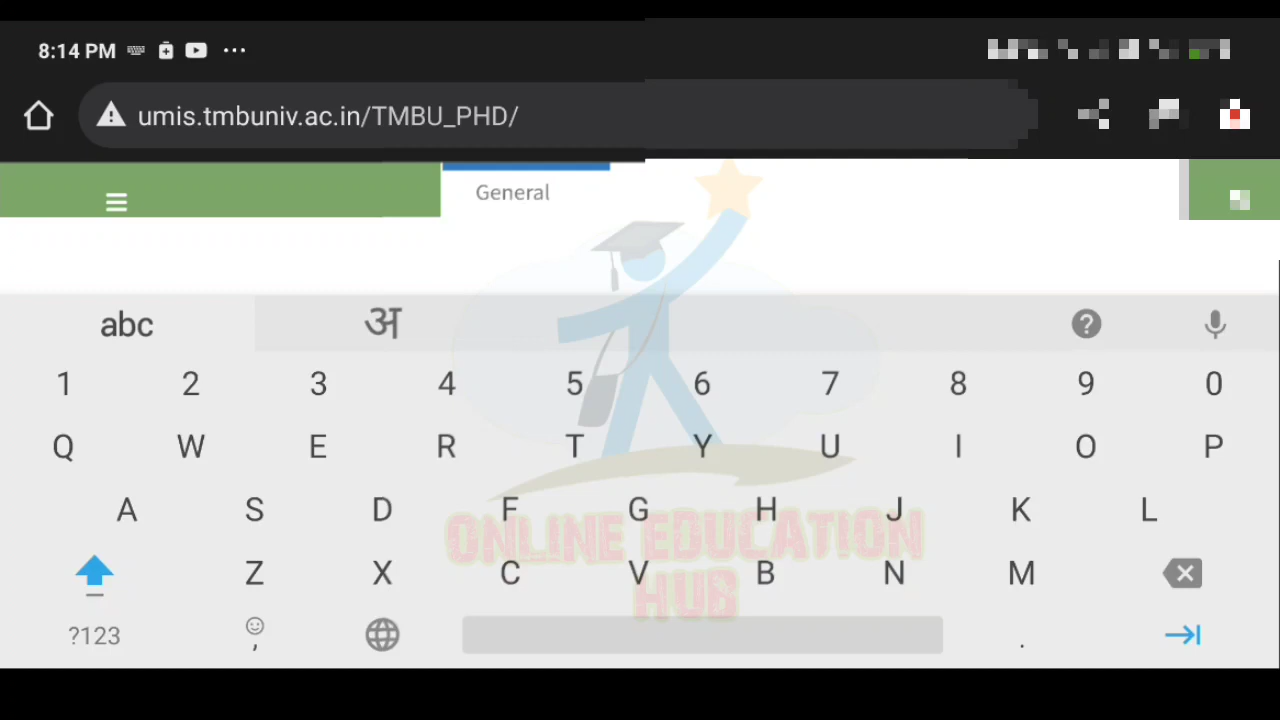 8:14 PM
umis.tmbuniv.ac.in/TMBU_PHD/
General
abc अ
1 2 3 4 5 6 7 8 9 0
Q W E R T Y U I O P
A S D F G H J K L
ONLINE EDUCATION
Z X C V B N M
HUB
?123 , .